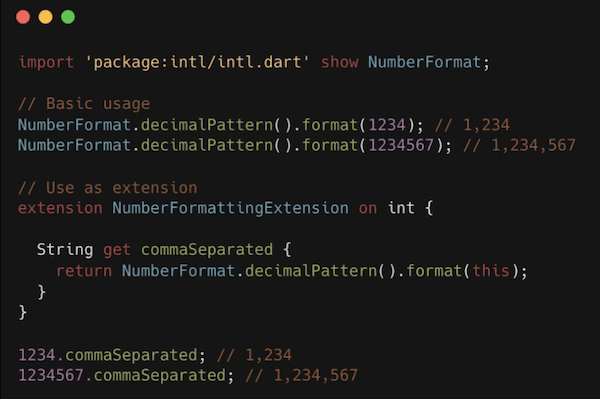 import 'package:intl/intl.dart' show NumberFormat;
// Basic usage
NumberFormat.decimalPattern().format(1234); // 1,234
NumberFormat.decimalPattern().format(1234567); // 1,234,567
// Use as extension
extension NumberFormattingExtension on int {
String get commaSeparated {
return NumberFormat.decimalPattern().format(this);
}
}
1234.commaSeparated; // 1,234
1234567.commaSeparated; // 1,234,567